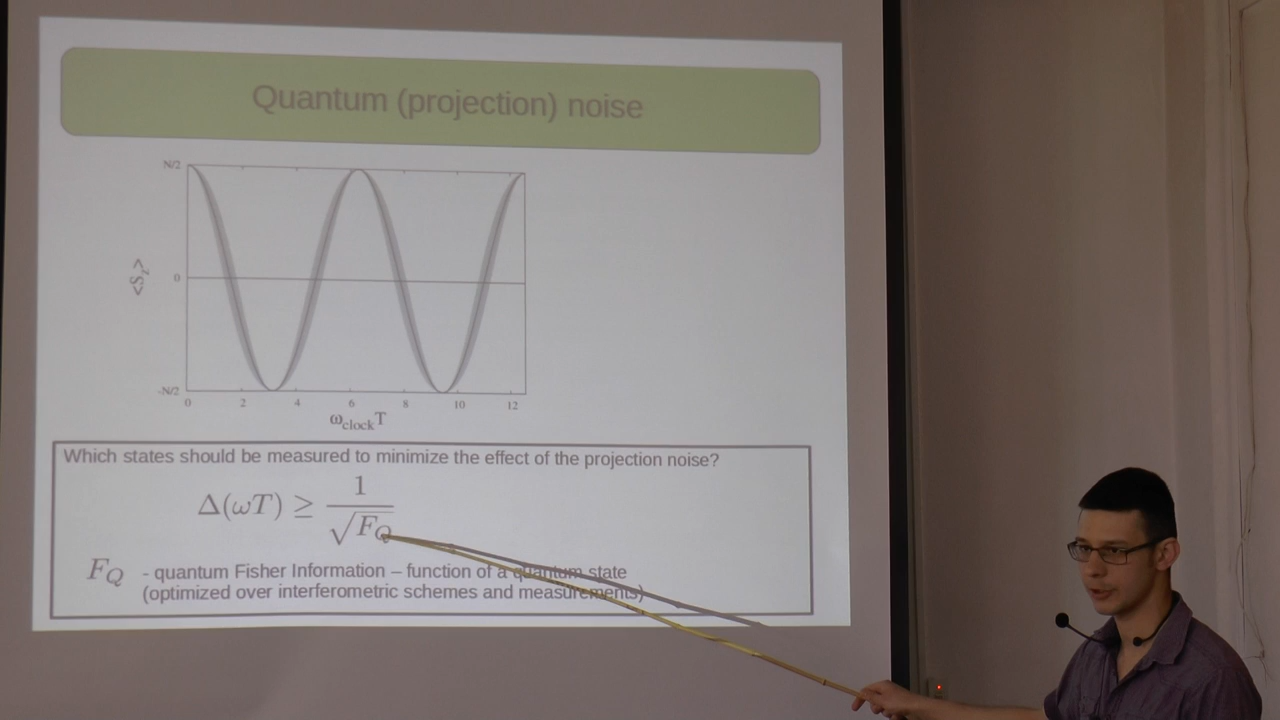 Quantum (projection) noise
N/2
<S_z>
0
-N/2
0 2 4 6 8 10 12
ω_clock T
Which states should be measured to minimize the effect of the projection noise?
Δ(ωT) ≥ 1/√F_Q
F_Q - quantum Fisher Information – function of a quantum state
(optimized over interferometric schemes and measurements)